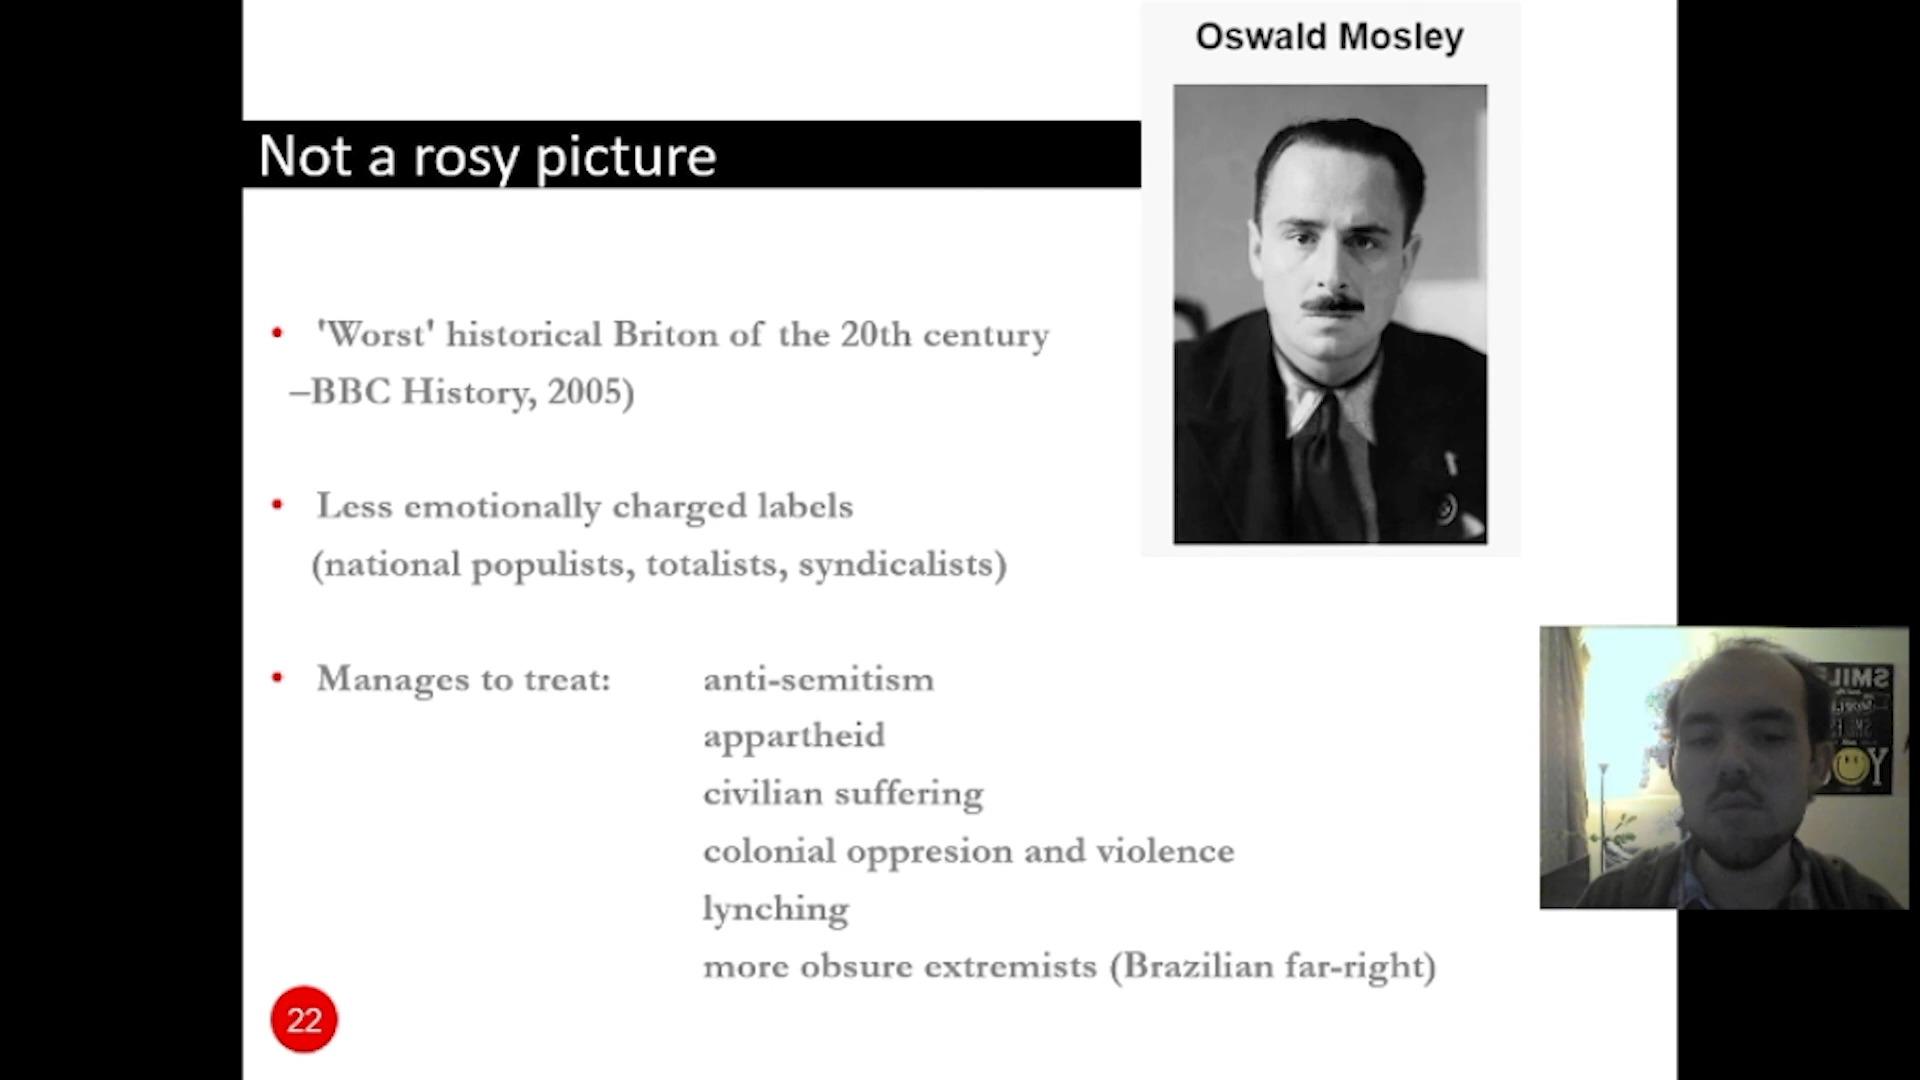 Oswald Mosley
Not a rosy picture
• 'Worst' historical Briton of the 20th century
–BBC History, 2005)
• Less emotionally charged labels
(national populists, totalists, syndicalists)
• Manages to treat: anti-semitism
appartheid
civilian suffering
colonial oppresion and violence
lynching
more obsure extremists (Brazilian far-right)
22
SMILE
YOU